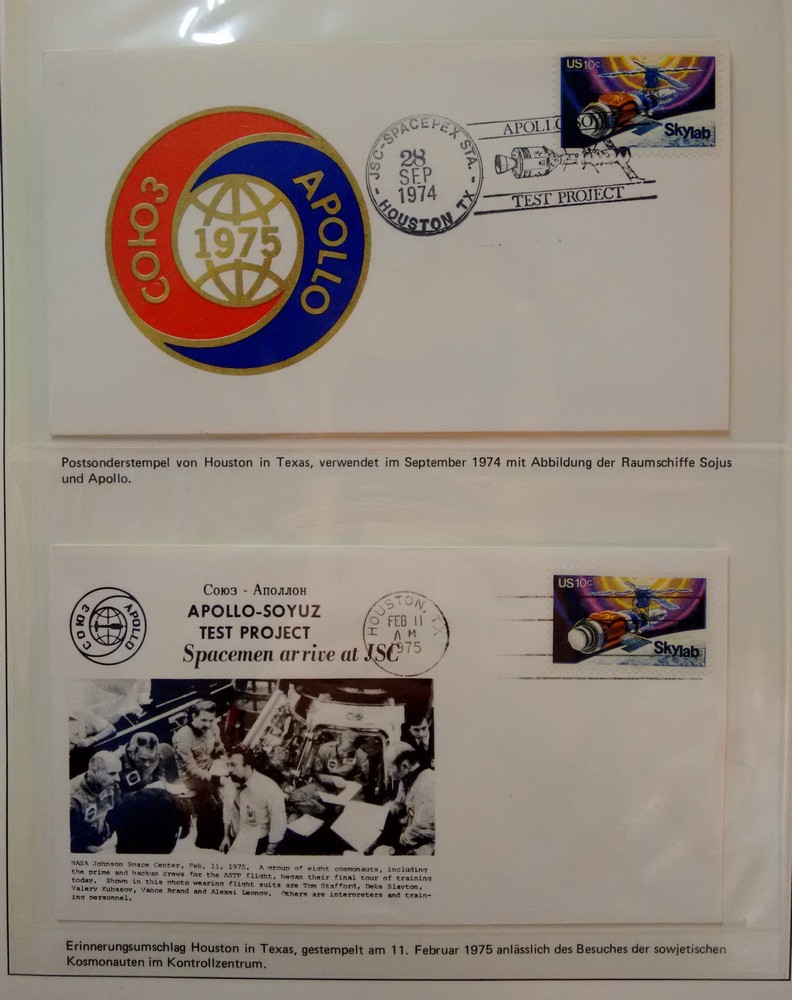 US 10c
Skylab
JSC-SPACEPEX STA.
28
SEP
1974
HOUSTON TX
APOLLO SOY
TEST PROJECT
СОЮЗ
APOLLO
1975
Postsonderstempel von Houston in Texas, verwendet im September 1974 mit Abbildung der Raumschiffe Sojus
und Apollo.
СОЮЗ
APOLLO
Союз - Аполлон
APOLLO-SOYUZ
TEST PROJECT
Spacemen arrive at JSC
HOUSTON, TX
FEB 11
AM
1975
US 10c
Skylab
NASA Johnson Space Center, Feb. 11, 1975. A group of eight cosmonauts, including
the prime and backup crews for the ASTP flight, began their final tour of training
today. Shown in this photo wearing flight suits are Tom Stafford, Deke Slayton,
Valery Kubasov, Vance Brand and Alexei Leonov. Others are interpreters and train-
ing personnel.
Erinnerungsumschlag Houston in Texas, gestempelt am 11. Februar 1975 anlässlich des Besuches der sowjetischen
Kosmonauten im Kontrollzentrum.